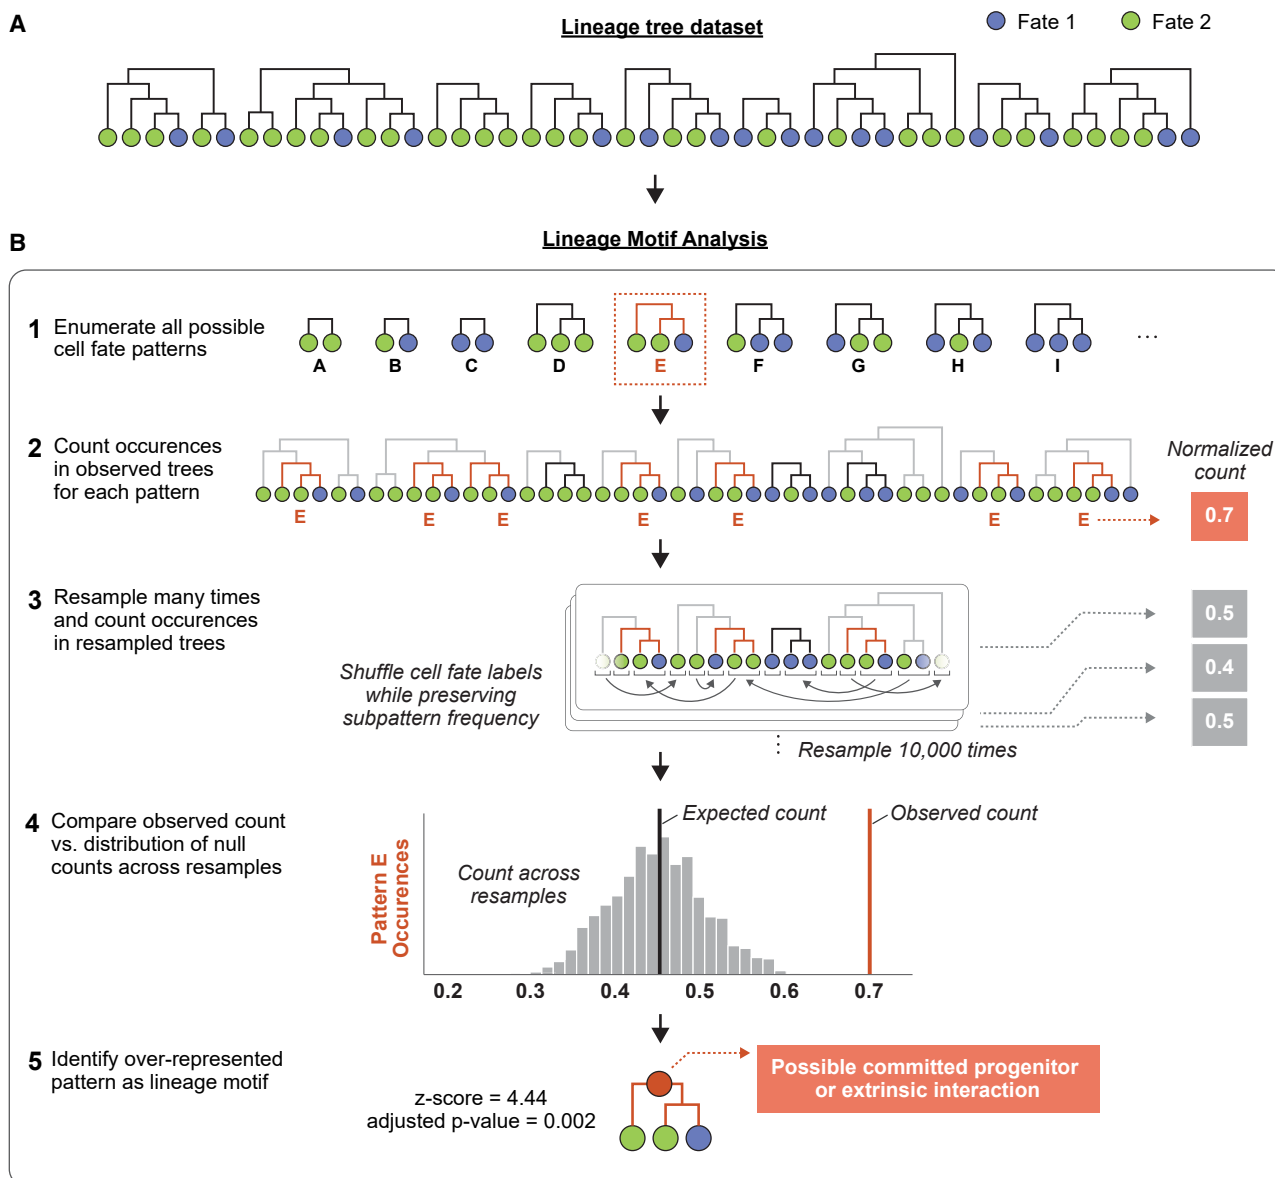 A
Lineage tree dataset
Fate 1
Fate 2
B
Lineage Motif Analysis
1 Enumerate all possible
cell fate patterns
A
B
C
D
E
F
G
H
I
...
2 Count occurences
in observed trees
for each pattern
E
E
E
E
E
E
E
Normalized
count
0.7
3 Resample many times
and count occurences
in resampled trees
Shuffle cell fate labels
while preserving
subpattern frequency
Resample 10,000 times
0.5
0.4
0.5
4 Compare observed count
vs. distribution of null
counts across resamples
Pattern E
Occurences
Count across
resamples
Expected count
Observed count
0.2
0.3
0.4
0.5
0.6
0.7
5 Identify over-represented
pattern as lineage motif
z-score = 4.44
adjusted p-value = 0.002
Possible committed progenitor
or extrinsic interaction